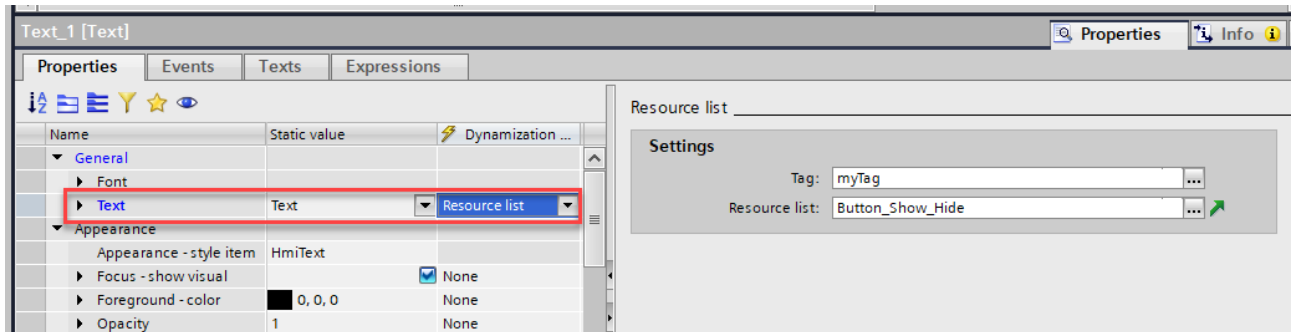 Text_1 [Text]
Properties
Info
Properties
Events
Texts
Expressions
Name
Static value
Dynamization ...
General
Font
Text
Text
Resource list
Appearance
Appearance - style item
HmiText
Focus - show visual
None
Foreground - color
0, 0, 0
None
Opacity
1
None
Resource list
Settings
Tag:
myTag
...
Resource list:
Button_Show_Hide
...